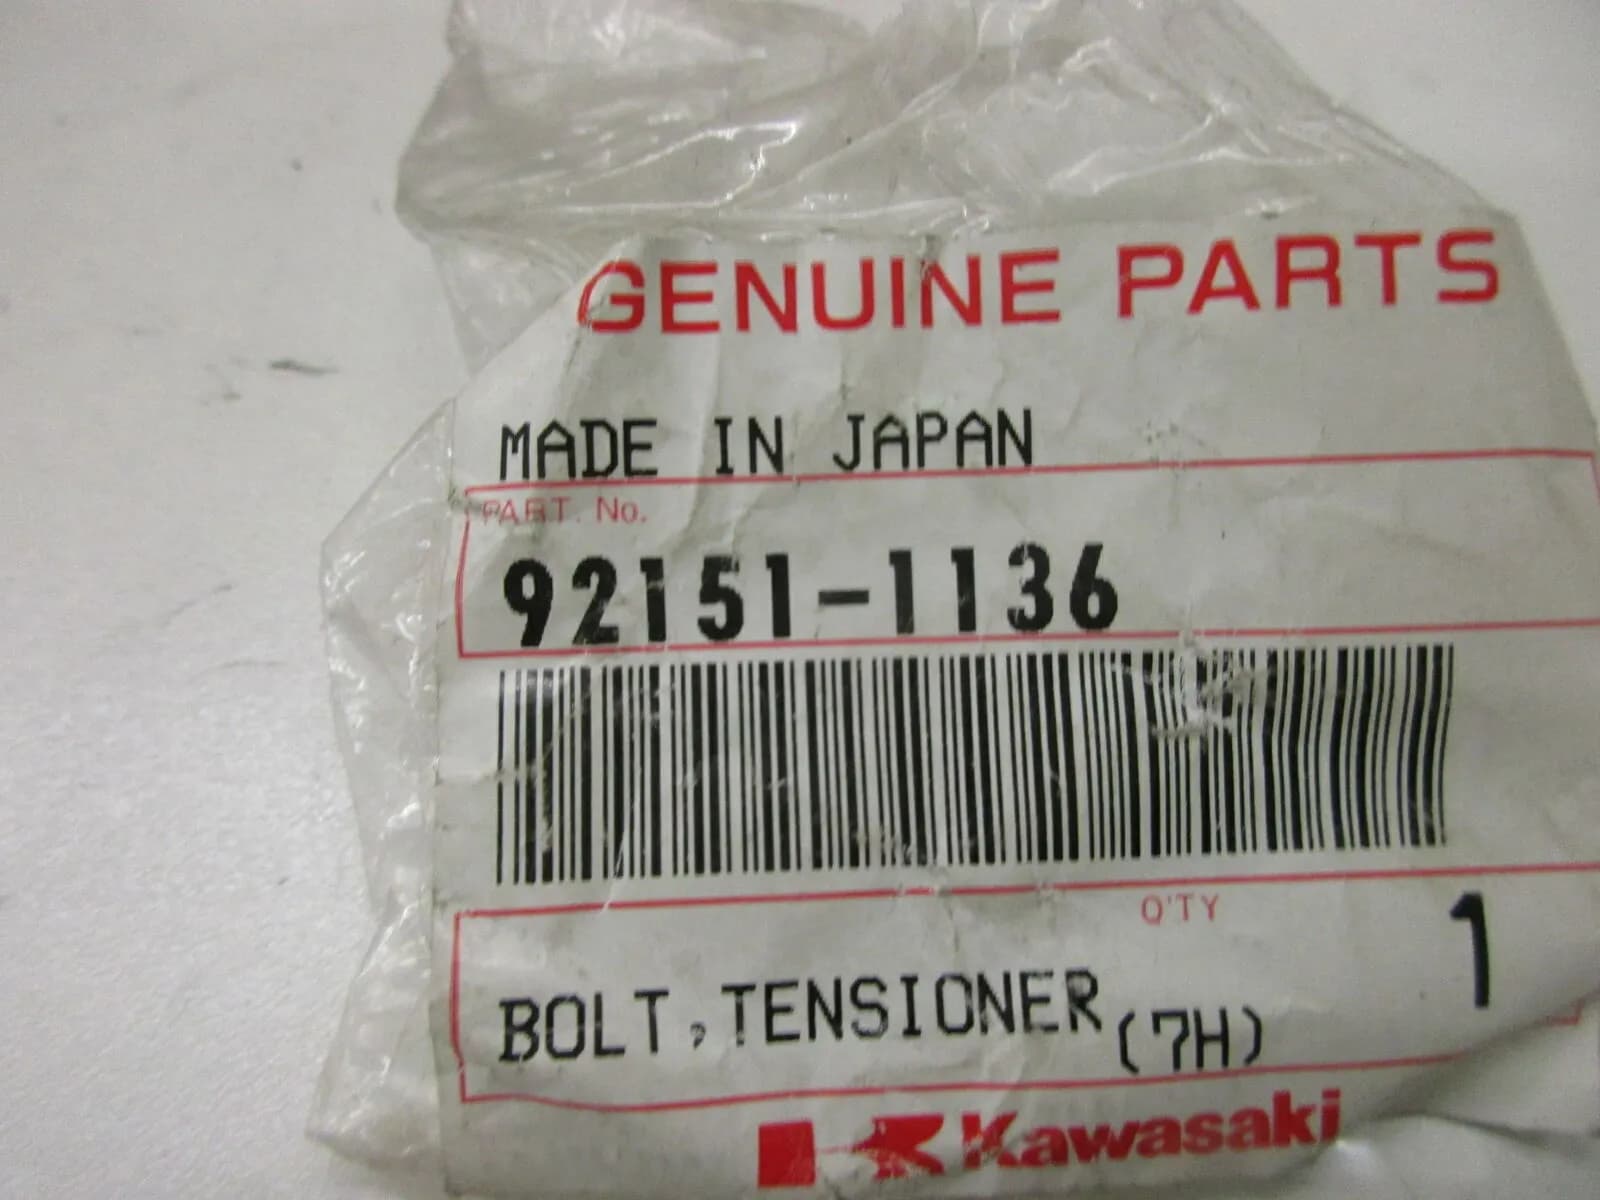 GENUINE PARTS
MADE IN JAPAN
PART. No.
92151-1136
Q'TY
1
BOLT,TENSIONER(7H)
Kawasaki